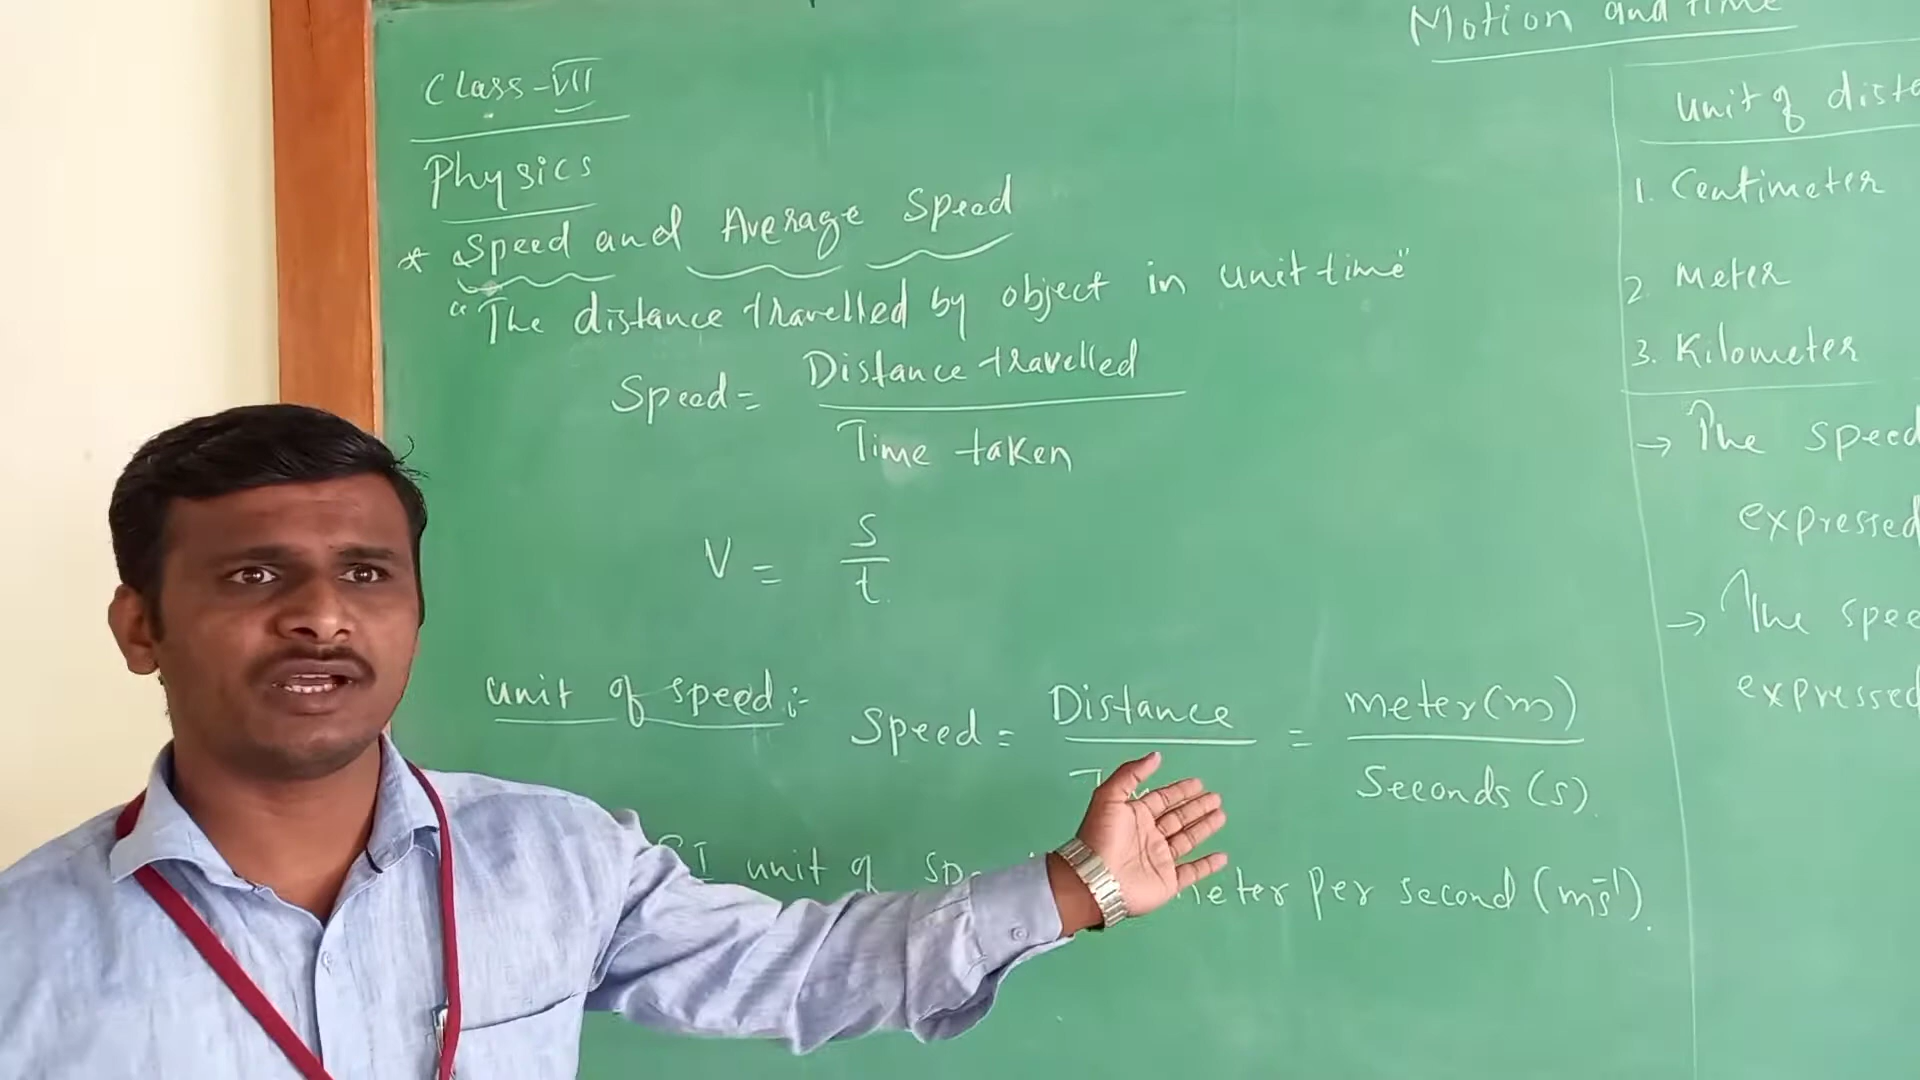 Motion and time
Class-VII
Physics
* Speed and Average Speed
"The distance travelled by object in unit time"
Speed = Distance travelled
Time taken
V = s
t
unit of speed:- Speed = Distance = meter(m)
Seconds (s).
SI unit of meter per second (ms⁻¹).
unit of
1. Centimeter
2. Meter
3. Kilometer
→ The speed
expressed
→ The
expressed